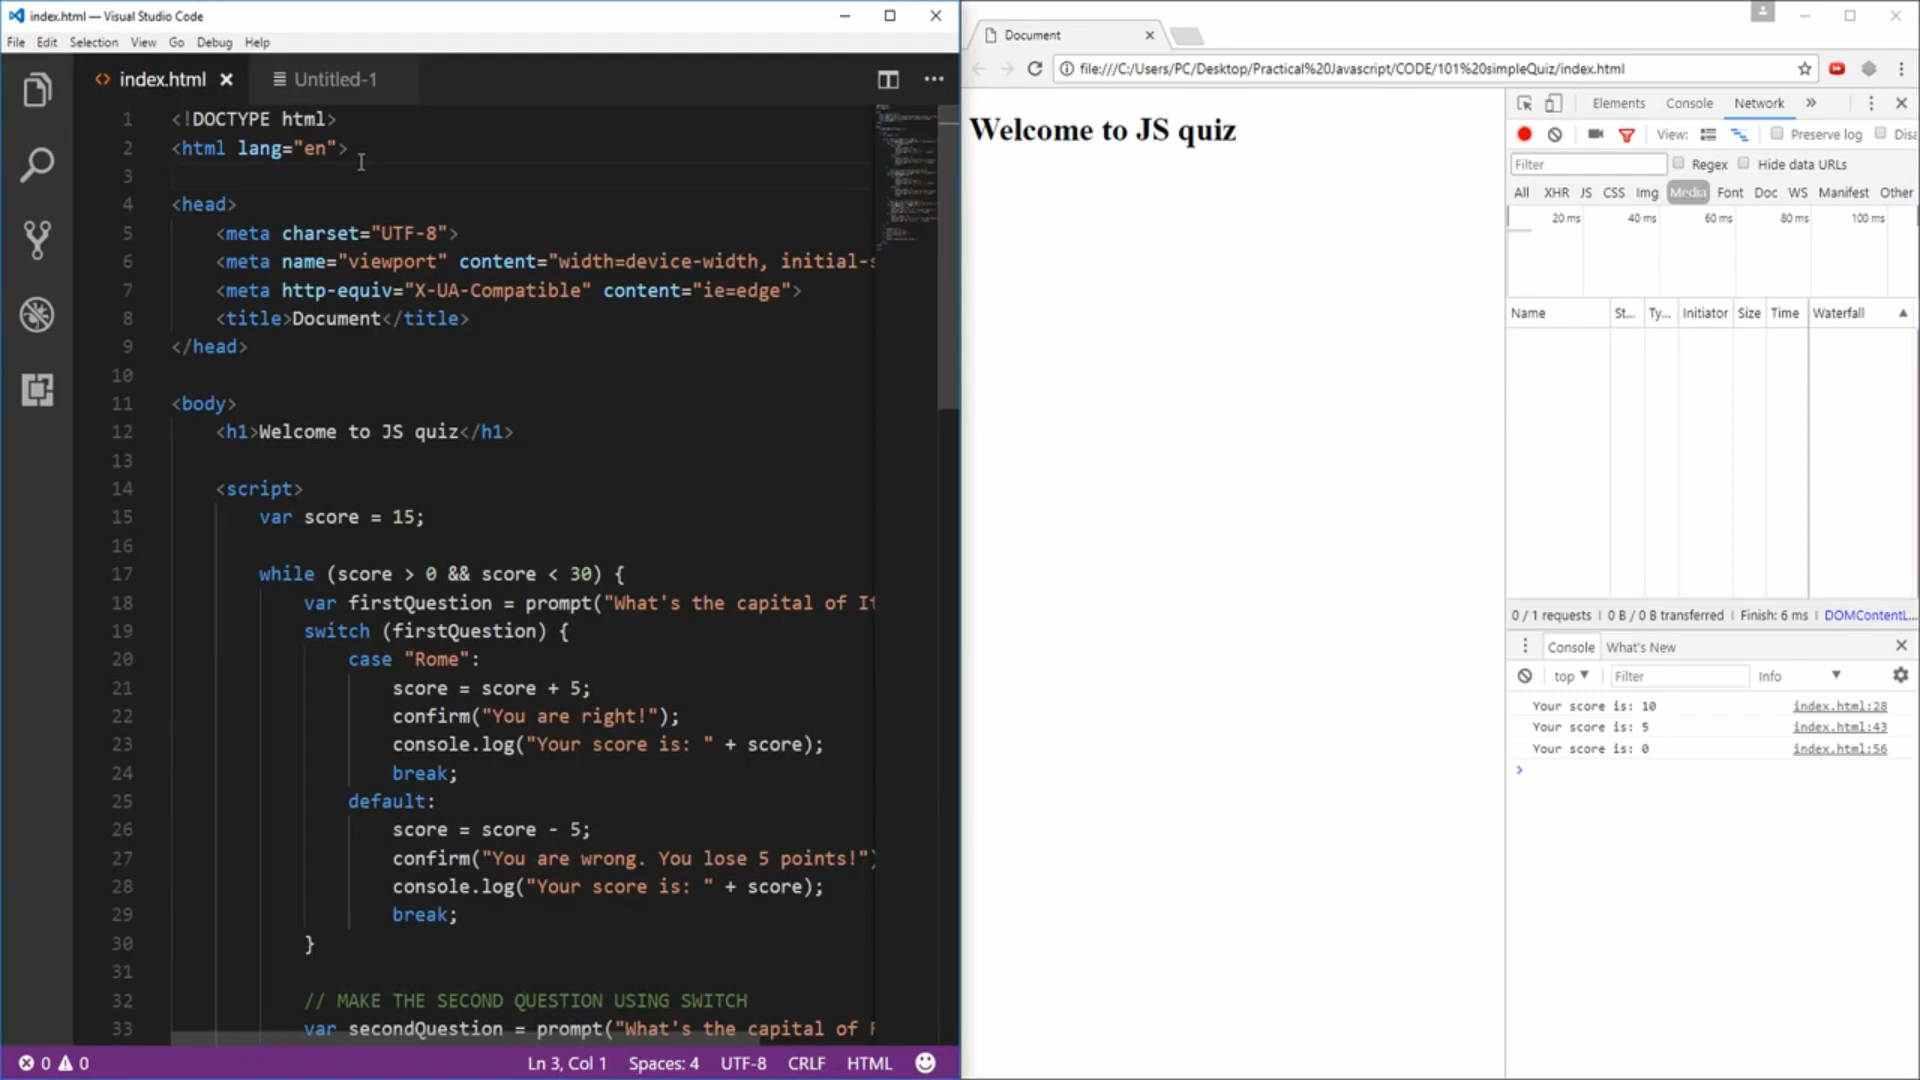 index.html — Visual Studio Code
File Edit Selection View Go Debug Help
index.html
Untitled-1
1 <!DOCTYPE html>
2 <html lang="en">
3
4 <head>
5 <meta charset="UTF-8">
6 <meta name="viewport" content="width=device-width, initial-s
7 <meta http-equiv="X-UA-Compatible" content="ie=edge">
8 <title>Document</title>
9 </head>
10
11 <body>
12 <h1>Welcome to JS quiz</h1>
13
14 <script>
15 var score = 15;
16
17 while (score > 0 && score < 30) {
18 var firstQuestion = prompt("What's the capital of It
19 switch (firstQuestion) {
20 case "Rome":
21 score = score + 5;
22 confirm("You are right!");
23 console.log("Your score is: " + score);
24 break;
25 default:
26 score = score - 5;
27 confirm("You are wrong. You lose 5 points!")
28 console.log("Your score is: " + score);
29 break;
30 }
31
32 // MAKE THE SECOND QUESTION USING SWITCH
33 var secondQuestion = prompt("What's the capital of
0 0
Ln 3, Col 1 Spaces: 4 UTF-8 CRLF HTML
Document
file:///C:/Users/PC/Desktop/Practical%20Javascript/CODE/101%20simpleQuiz/index.html
Welcome to JS quiz
Elements Console Network »
View: Preserve log Disa
Filter Regex Hide data URLs
All XHR JS CSS Img Media Font Doc WS Manifest Other
20 ms 40 ms 60 ms 80 ms 100 ms
Name St... Ty... Initiator Size Time Waterfall
0 / 1 requests | 0 B / 0 B transferred | Finish: 6 ms | DOMContentL...
Console What's New
top Filter Info
Your score is: 10 index.html:28
Your score is: 5 index.html:43
Your score is: 0 index.html:56